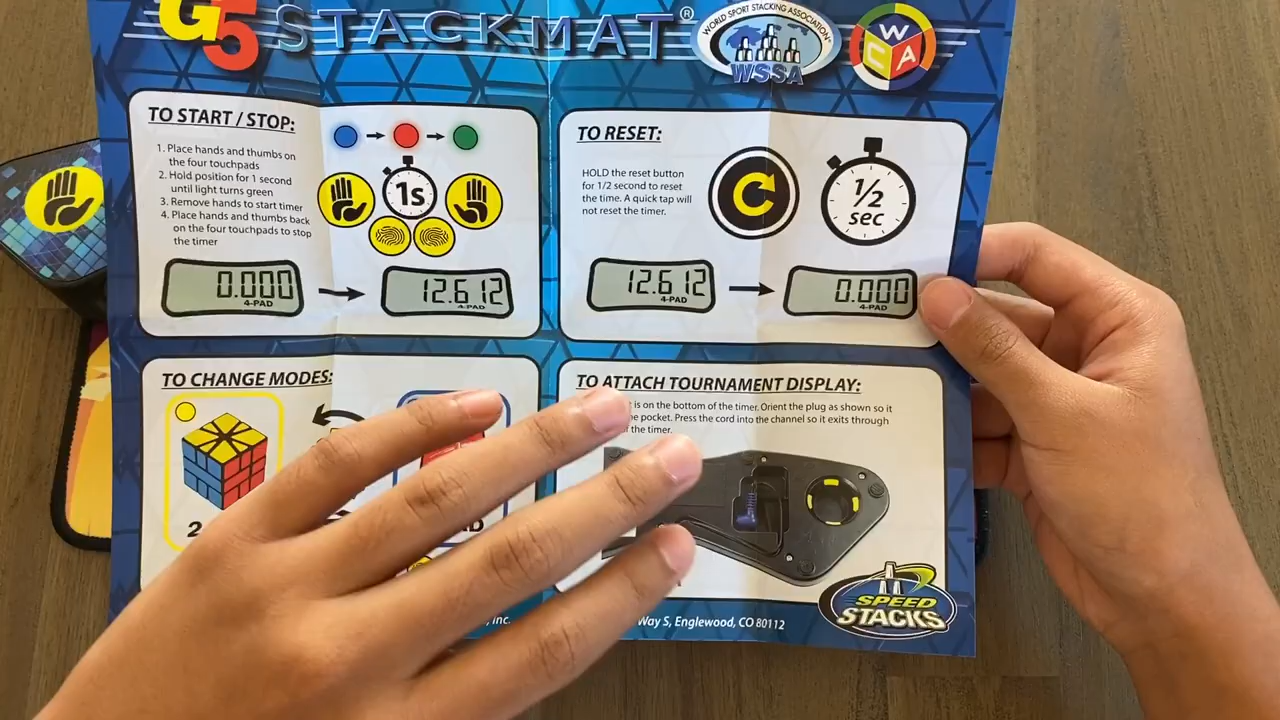 G5 STACKMAT®
WORLD SPORT STACKING ASSOCIATION
WSSA
WCA
TO START / STOP:
1. Place hands and thumbs on
the four touchpads
2. Hold position for 1 second
until light turns green
3. Remove hands to start timer
4. Place hands and thumbs back
on the four touchpads to stop
the timer
1s
0.000
4-PAD
12.612
4-PAD
TO RESET:
HOLD the reset button
for 1/2 second to reset
the time. A quick tap will
not reset the timer.
1/2
sec
12.612
4-PAD
0.000
4-PAD
TO CHANGE MODES:
2
TO ATTACH TOURNAMENT DISPLAY:
is on the bottom of the timer. Orient the plug as shown so it
pocket. Press the cord into the channel so it exits through
the timer.
SPEED
STACKS
Inc.
Way S, Englewood, CO 80112